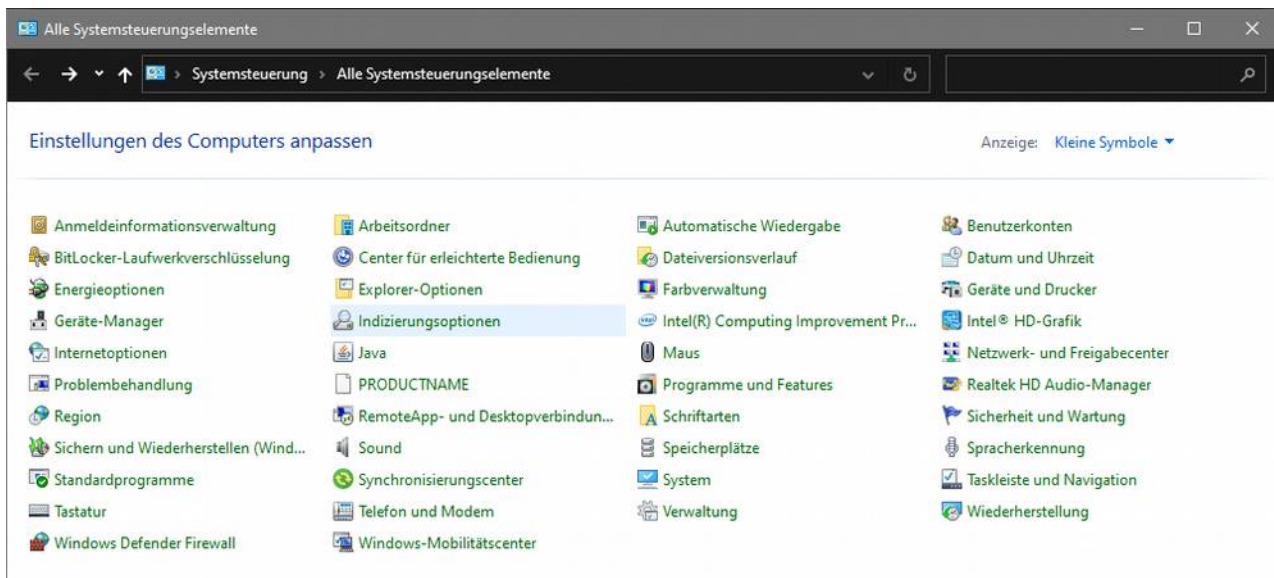 Alle Systemsteuerungselemente
Systemsteuerung > Alle Systemsteuerungselemente
Einstellungen des Computers anpassen
Anzeige: Kleine Symbole
Anmeldeinformationsverwaltung Arbeitsordner Automatische Wiedergabe Benutzerkonten
BitLocker-Laufwerkverschlüsselung Center für erleichterte Bedienung Dateiversionsverlauf Datum und Uhrzeit
Energieoptionen Explorer-Optionen Farbverwaltung Geräte und Drucker
Geräte-Manager Indizierungsoptionen Intel(R) Computing Improvement Pr... Intel® HD-Grafik
Internetoptionen Java Maus Netzwerk- und Freigabecenter
Problembehandlung PRODUCTNAME Programme und Features Realtek HD Audio-Manager
Region RemoteApp- und Desktopverbindun... Schriftarten Sicherheit und Wartung
Sichern und Wiederherstellen (Wind... Sound Speicherplätze Spracherkennung
Standardprogramme Synchronisierungscenter System Taskleiste und Navigation
Tastatur Telefon und Modem Verwaltung Wiederherstellung
Windows Defender Firewall Windows-Mobilitätscenter